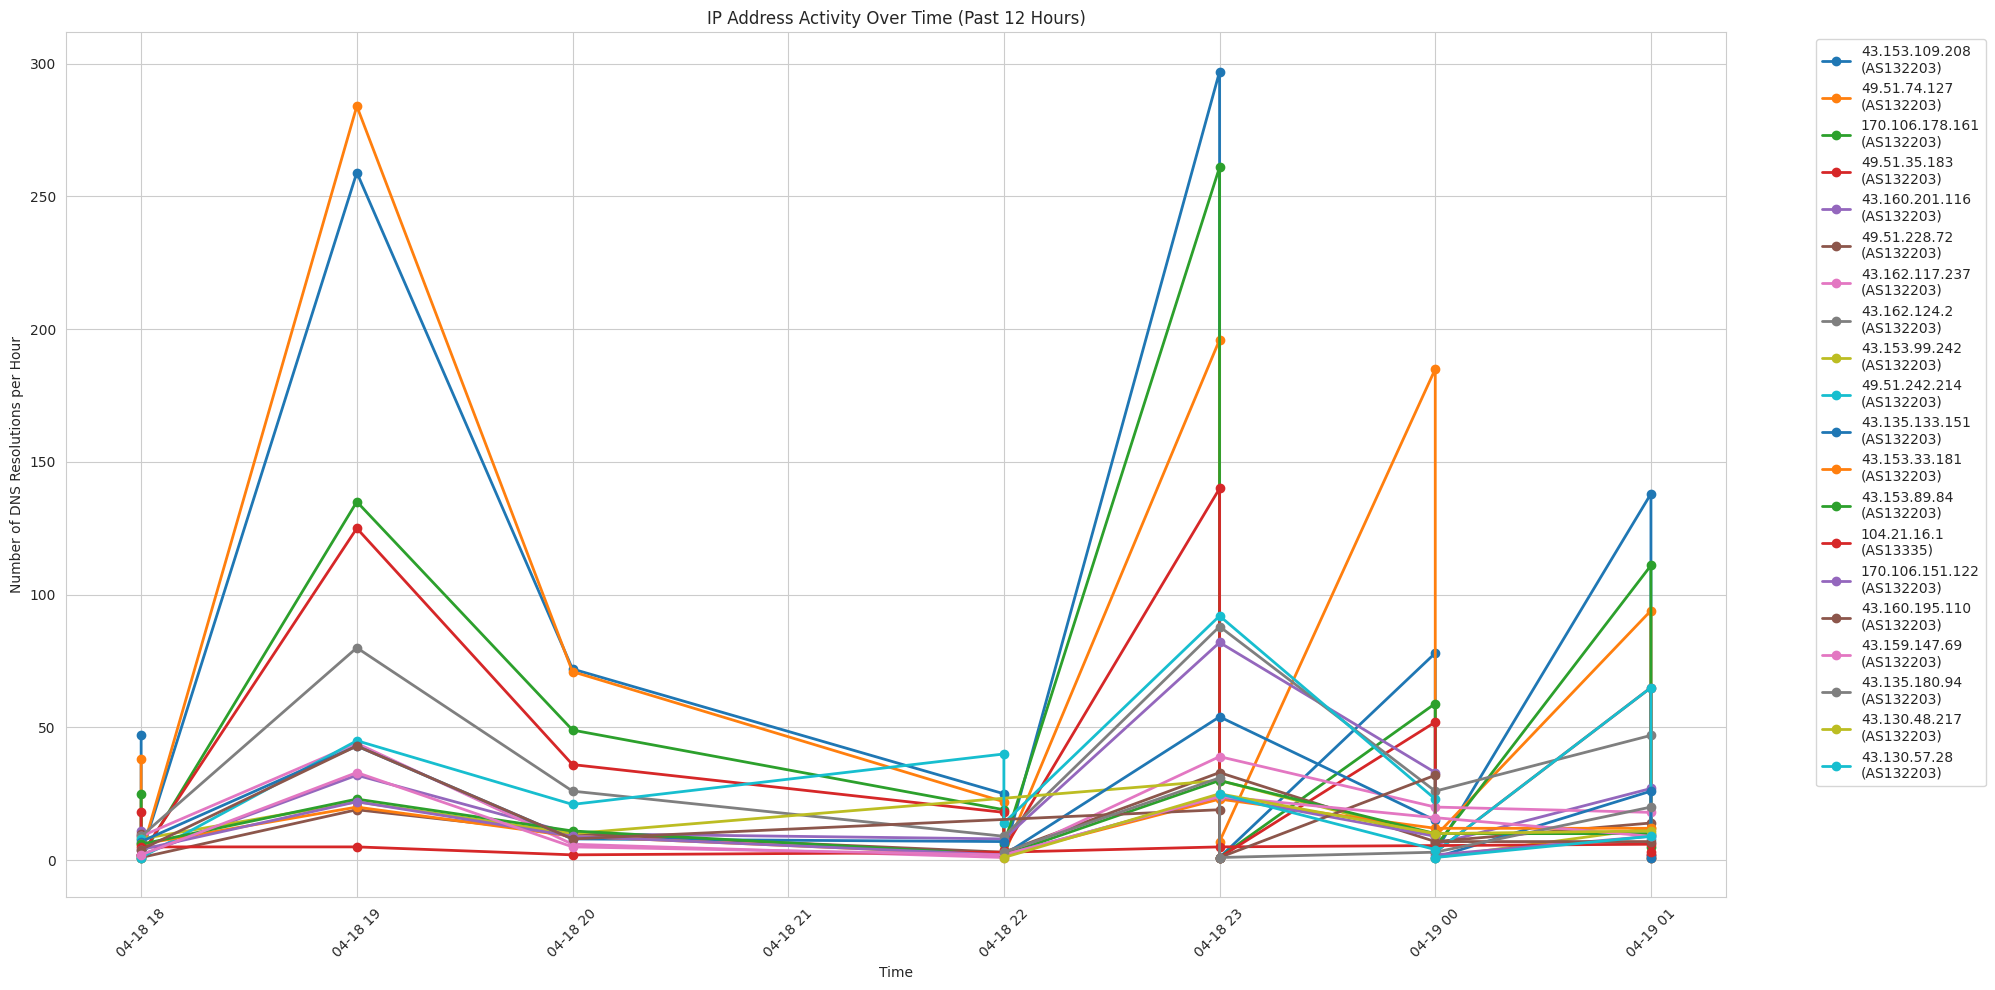 IP Address Activity Over Time (Past 12 Hours)
300
250
200
150
100
50
0
Number of DNS Resolutions per Hour
04-18 18
04-18 19
04-18 20
04-18 21
04-18 22
04-18 23
04-19 00
04-19 01
Time
43.153.109.208
(AS132203)
49.51.74.127
(AS132203)
170.106.178.161
(AS132203)
49.51.35.183
(AS132203)
43.160.201.116
(AS132203)
49.51.228.72
(AS132203)
43.162.117.237
(AS132203)
43.162.124.2
(AS132203)
43.153.99.242
(AS132203)
49.51.242.214
(AS132203)
43.135.133.151
(AS132203)
43.153.33.181
(AS132203)
43.153.89.84
(AS132203)
104.21.16.1
(AS13335)
170.106.151.122
(AS132203)
43.160.195.110
(AS132203)
43.159.147.69
(AS132203)
43.135.180.94
(AS132203)
43.130.48.217
(AS132203)
43.130.57.28
(AS132203)